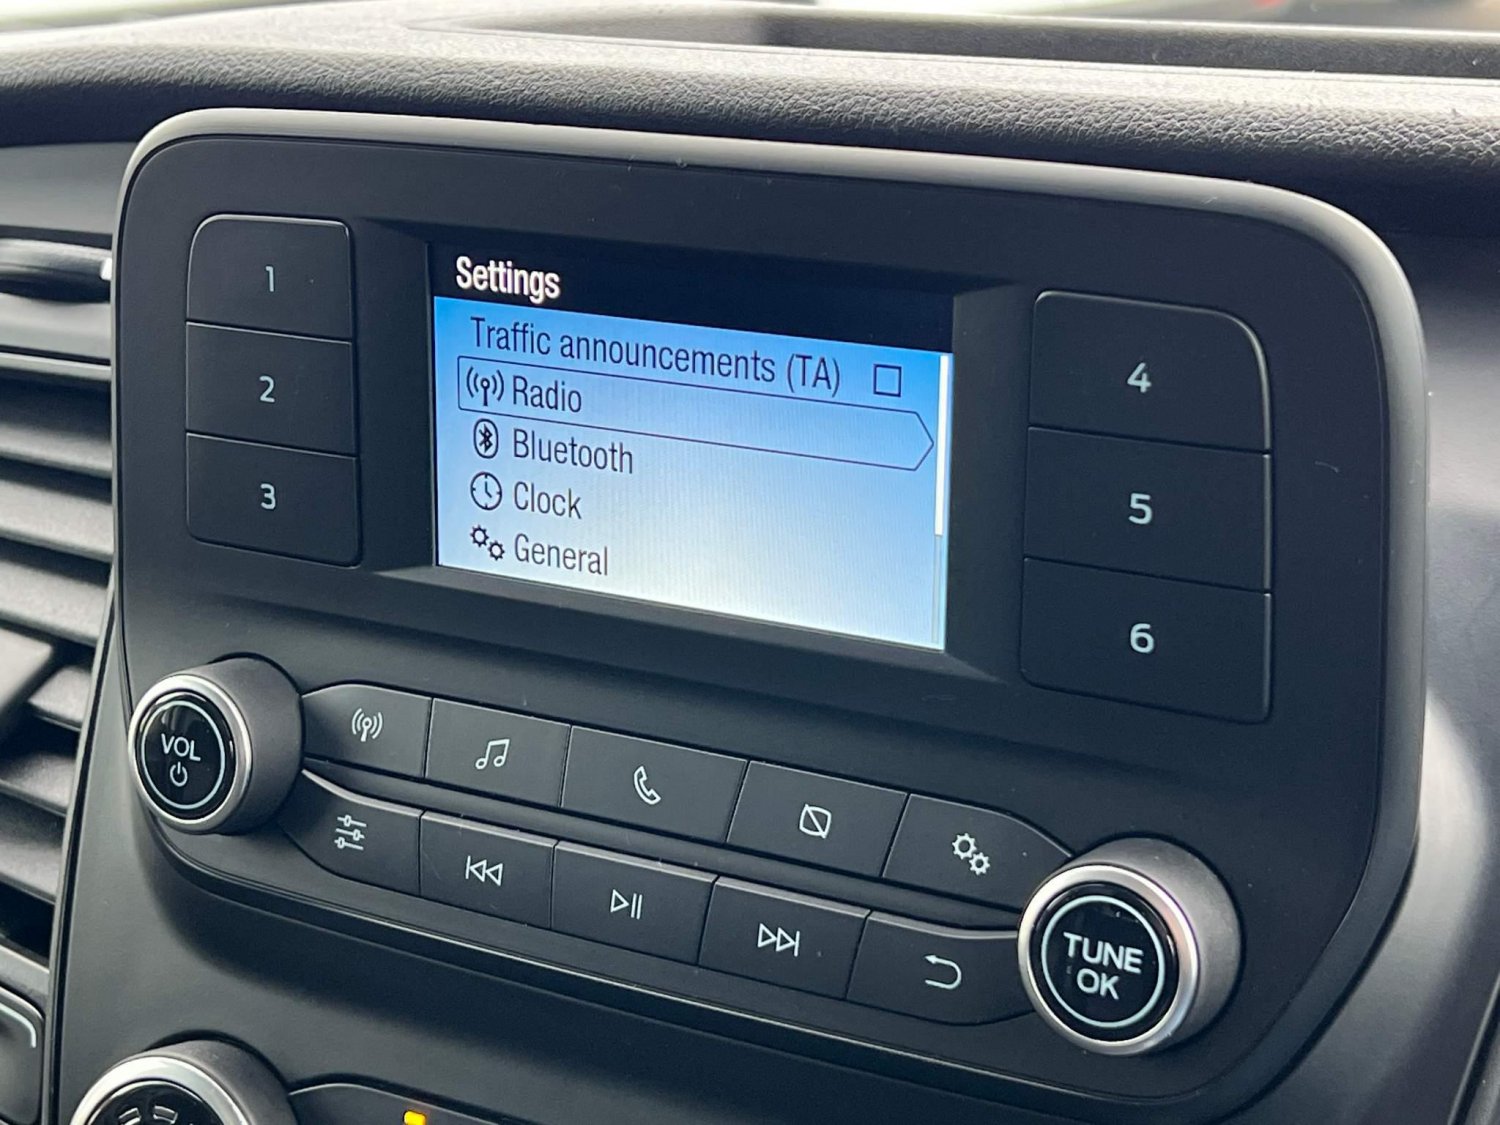 Settings
Traffic announcements (TA)
Radio
Bluetooth
Clock
General
1
2
3
4
5
6
VOL
TUNE
OK